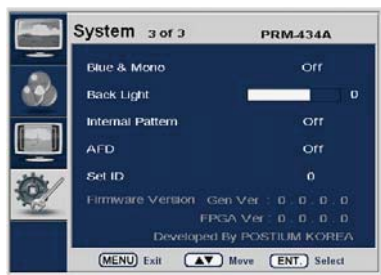 System 3 of 3 PRM-434A
Blue & Mono Off
Back Light 0
Internal Pattern Off
AFD Off
Set ID 0
Firmware Version Gen Ver : 0 . 0 . 0 . 0
FPGA Ver : 0 . 0 . 0 . 0
Developed By POSTIUM KOREA
MENU Exit ▲▼ Move ENT. Select